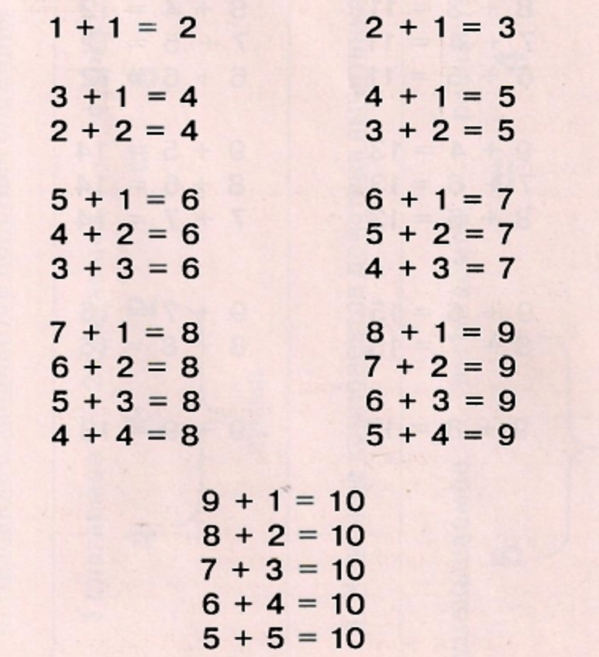 1 + 1 = 2
2 + 1 = 3
3 + 1 = 4
2 + 2 = 4
4 + 1 = 5
3 + 2 = 5
5 + 1 = 6
4 + 2 = 6
3 + 3 = 6
6 + 1 = 7
5 + 2 = 7
4 + 3 = 7
7 + 1 = 8
6 + 2 = 8
5 + 3 = 8
4 + 4 = 8
8 + 1 = 9
7 + 2 = 9
6 + 3 = 9
5 + 4 = 9
9 + 1 = 10
8 + 2 = 10
7 + 3 = 10
6 + 4 = 10
5 + 5 = 10